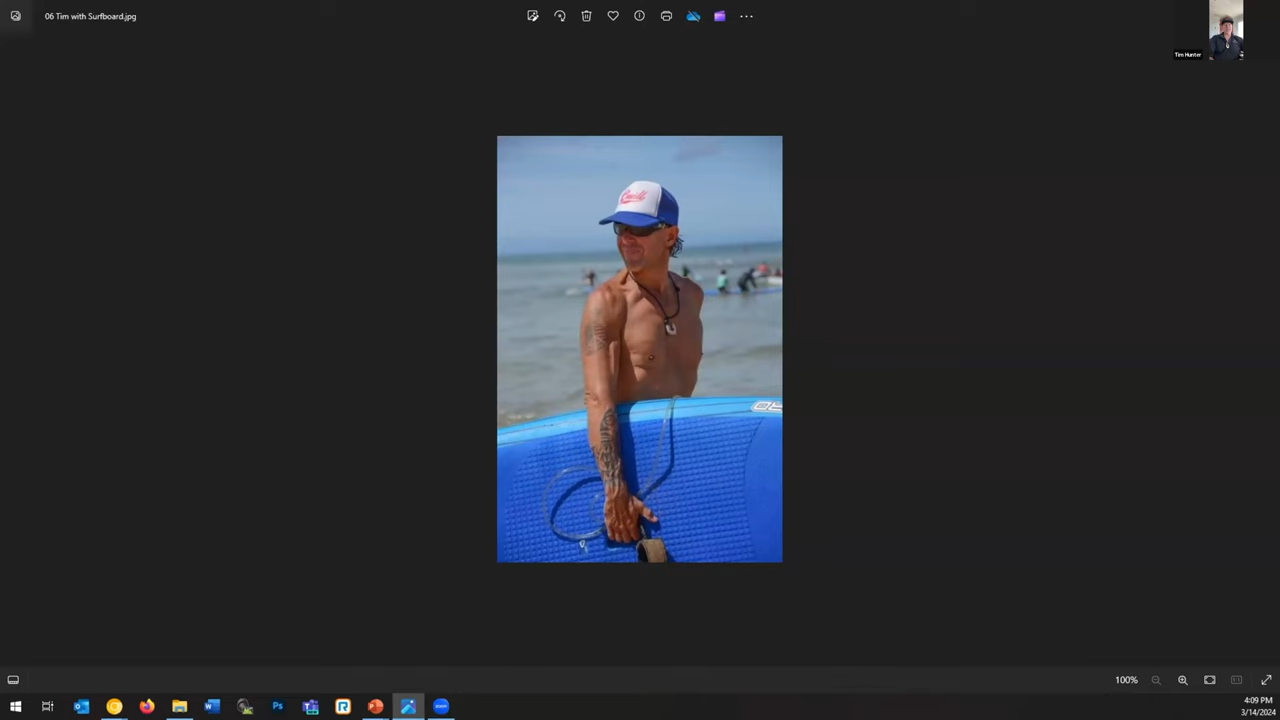 06 Tim with Surfboard.jpg
Tim Hunter
100%
4:09 PM
3/14/2024